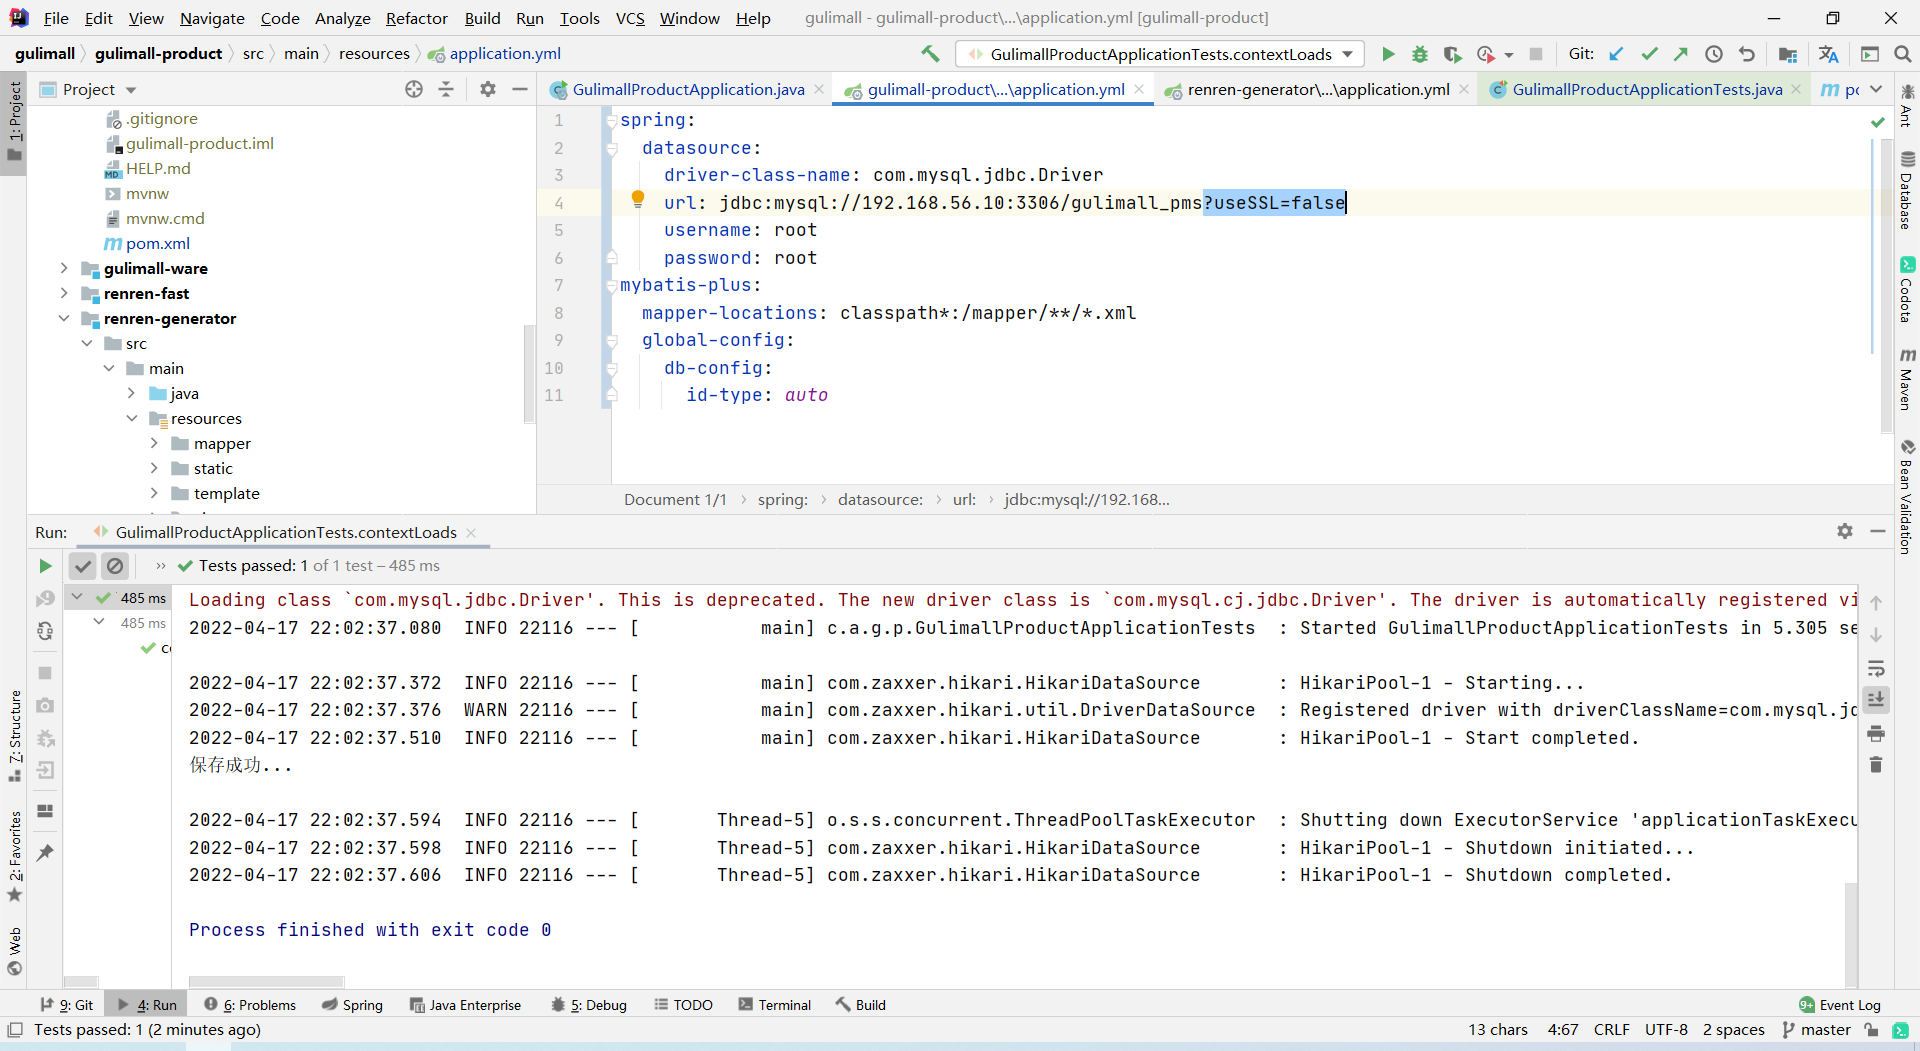 File Edit View Navigate Code Analyze Refactor Build Run Tools VCS Window Help gulimall - gulimall-product\...\application.yml [gulimall-product]
gulimall gulimall-product src main resources application.yml
GulimallProductApplicationTests.contextLoads Git:
1: Project
Project
.gitignore
gulimall-product.iml
HELP.md
mvnw
mvnw.cmd
pom.xml
gulimall-ware
renren-fast
renren-generator
src
main
java
resources
mapper
static
template
GulimallProductApplication.java gulimall-product\...\application.yml renren-generator\...\application.yml GulimallProductApplicationTests.java
1 spring:
2 datasource:
3 driver-class-name: com.mysql.jdbc.Driver
4 url: jdbc:mysql://192.168.56.10:3306/gulimall_pms?useSSL=false
5 username: root
6 password: root
7 mybatis-plus:
8 mapper-locations: classpath*:/mapper/**/*.xml
9 global-config:
10 db-config:
11 id-type: auto
Document 1/1 spring: datasource: url: jdbc:mysql://192.168...
Ant
Database
Codota
Maven
Bean Validation
Run: GulimallProductApplicationTests.contextLoads
Tests passed: 1 of 1 test – 485 ms
485 ms
485 ms
Loading class `com.mysql.jdbc.Driver'. This is deprecated. The new driver class is `com.mysql.cj.jdbc.Driver'. The driver is automatically registered vi
2022-04-17 22:02:37.080 INFO 22116 --- [ main] c.a.g.p.GulimallProductApplicationTests : Started GulimallProductApplicationTests in 5.305 se
2022-04-17 22:02:37.372 INFO 22116 --- [ main] com.zaxxer.hikari.HikariDataSource : HikariPool-1 - Starting...
2022-04-17 22:02:37.376 WARN 22116 --- [ main] com.zaxxer.hikari.util.DriverDataSource : Registered driver with driverClassName=com.mysql.jd
2022-04-17 22:02:37.510 INFO 22116 --- [ main] com.zaxxer.hikari.HikariDataSource : HikariPool-1 - Start completed.
保存成功...
2022-04-17 22:02:37.594 INFO 22116 --- [ Thread-5] o.s.s.concurrent.ThreadPoolTaskExecutor : Shutting down ExecutorService 'applicationTaskExecu
2022-04-17 22:02:37.598 INFO 22116 --- [ Thread-5] com.zaxxer.hikari.HikariDataSource : HikariPool-1 - Shutdown initiated...
2022-04-17 22:02:37.606 INFO 22116 --- [ Thread-5] com.zaxxer.hikari.HikariDataSource : HikariPool-1 - Shutdown completed.
Process finished with exit code 0
7: Structure
2: Favorites
Web
9: Git 4: Run 6: Problems Spring Java Enterprise 5: Debug TODO Terminal Build 9+ Event Log
Tests passed: 1 (2 minutes ago) 13 chars 4:67 CRLF UTF-8 2 spaces master